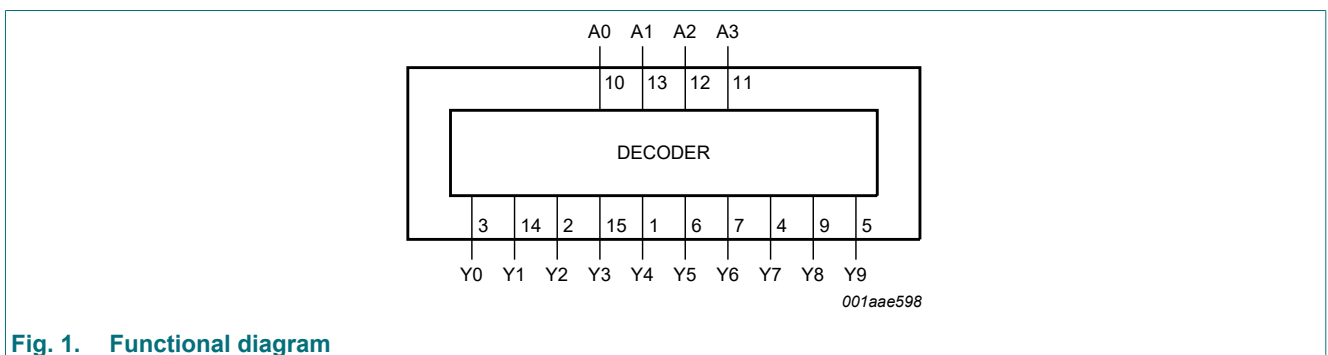 A0 A1 A2 A3
10 13 12 11
DECODER
3 14 2 15 1 6 7 4 9 5
Y0 Y1 Y2 Y3 Y4 Y5 Y6 Y7 Y8 Y9
001aae598
Fig. 1. Functional diagram